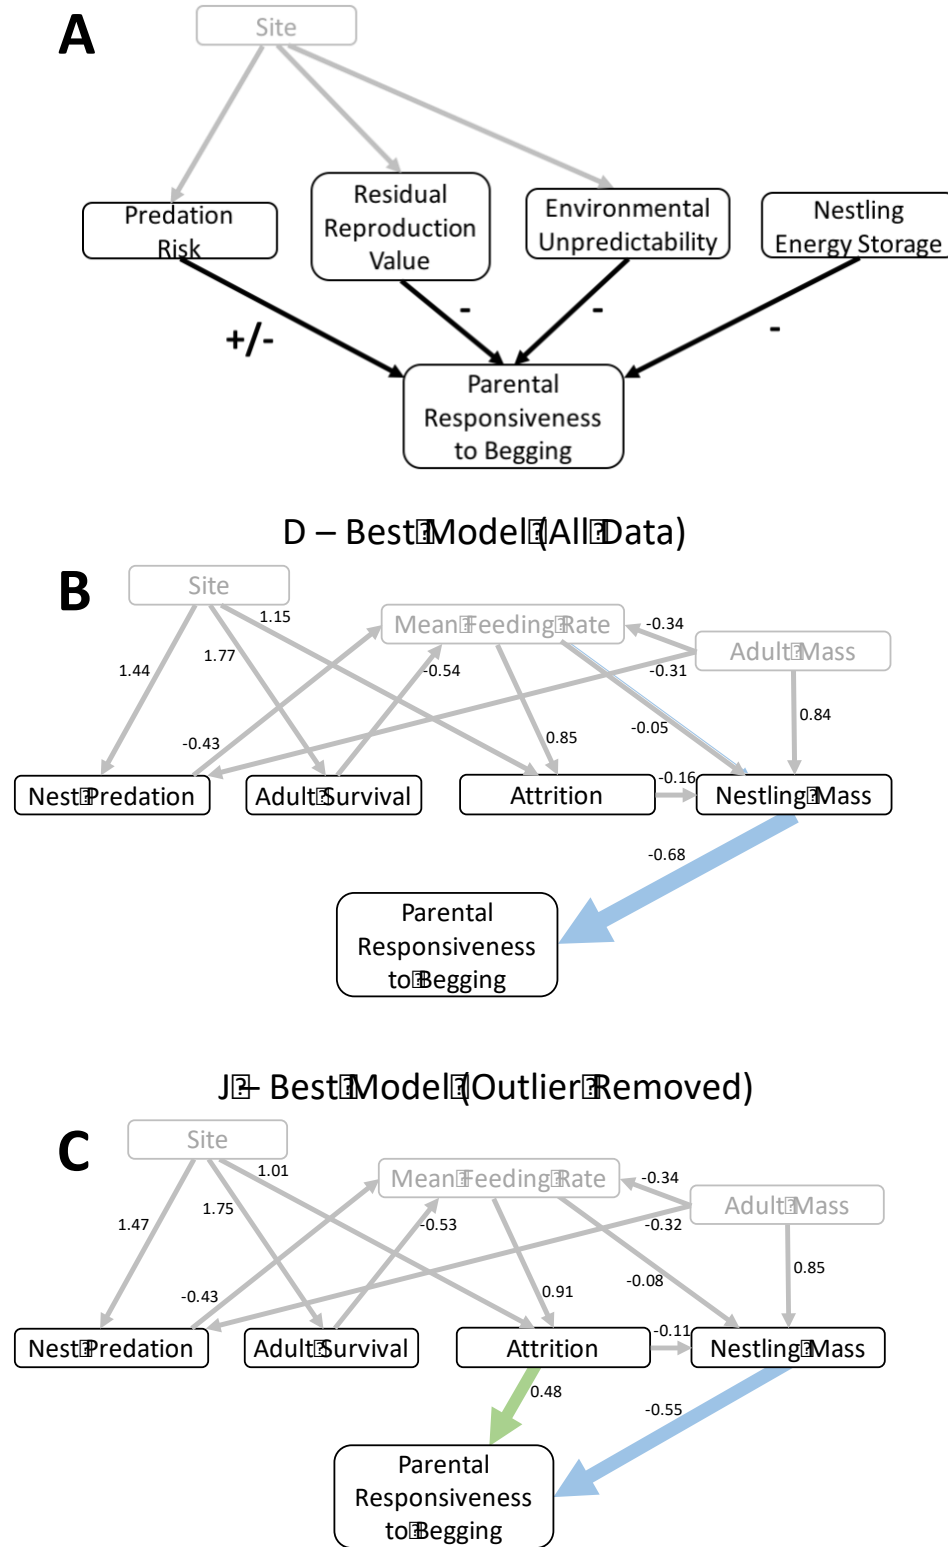 A
Site
Predation
Risk
Residual
Reproduction
Value
Environmental
Unpredictability
Nestling
Energy Storage
+/-
-
-
-
Parental
Responsiveness
to Begging
D – Best Model (All Data)
B
Site
1.15
Mean Feeding Rate
-0.34
Adult Mass
1.44
1.77
-0.54
-0.31
-0.43
0.85
-0.05
0.84
Nest Predation
Adult Survival
Attrition
-0.16
Nestling Mass
-0.68
Parental
Responsiveness
to Begging
J – Best Model (Outlier Removed)
C
Site
1.01
Mean Feeding Rate
-0.34
Adult Mass
1.47
1.75
-0.53
-0.32
-0.43
0.91
-0.08
0.85
Nest Predation
Adult Survival
Attrition
-0.11
Nestling Mass
0.48
-0.55
Parental
Responsiveness
to Begging